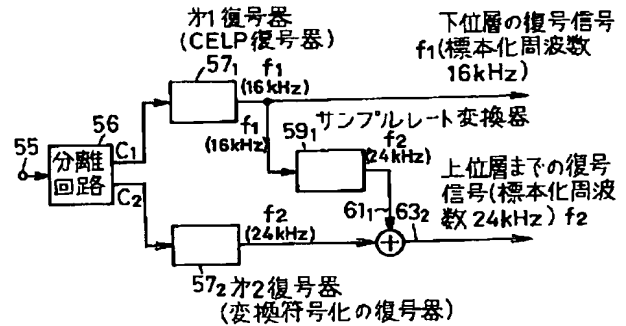 才1復号器
(CELP復号器)
下位層の復号信号
f1(標本化周波数
16kHz)
571
f1
(16kHz)
f1
(16kHz)
サンプルレート変換器
591
f2
(24kHz)
55
56
分離
回路
C1
C2
上位層までの復号
信号(標本化周波
数24kHz) f2
611~
632
f2
(24kHz)
572
才2復号器
(変換符号化の復号器)